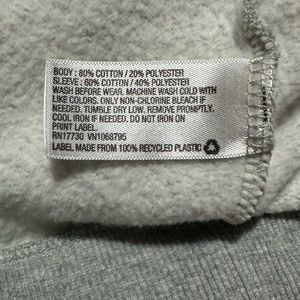 BODY : 80% COTTON / 20% POLYESTER
SLEEVE : 60% COTTON / 40% POLYESTER
WASH BEFORE WEAR. MACHINE WASH COLD WITH
LIKE COLORS. ONLY NON-CHLORINE BLEACH IF
NEEDED. TUMBLE DRY LOW. REMOVE PROMPTLY.
COOL IRON IF NEEDED. DO NOT IRON ON
PRINT LABEL.
RN17730 VN1068795
LABEL MADE FROM 100% RECYCLED PLASTIC